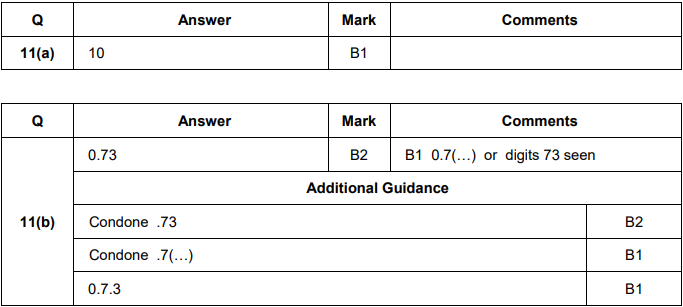 Q Answer Mark Comments
11(a) 10 B1
Q Answer Mark Comments
0.73 B2 B1 0.7(…) or digits 73 seen
Additional Guidance
11(b) Condone .73 B2
Condone .7(…) B1
0.7.3 B1